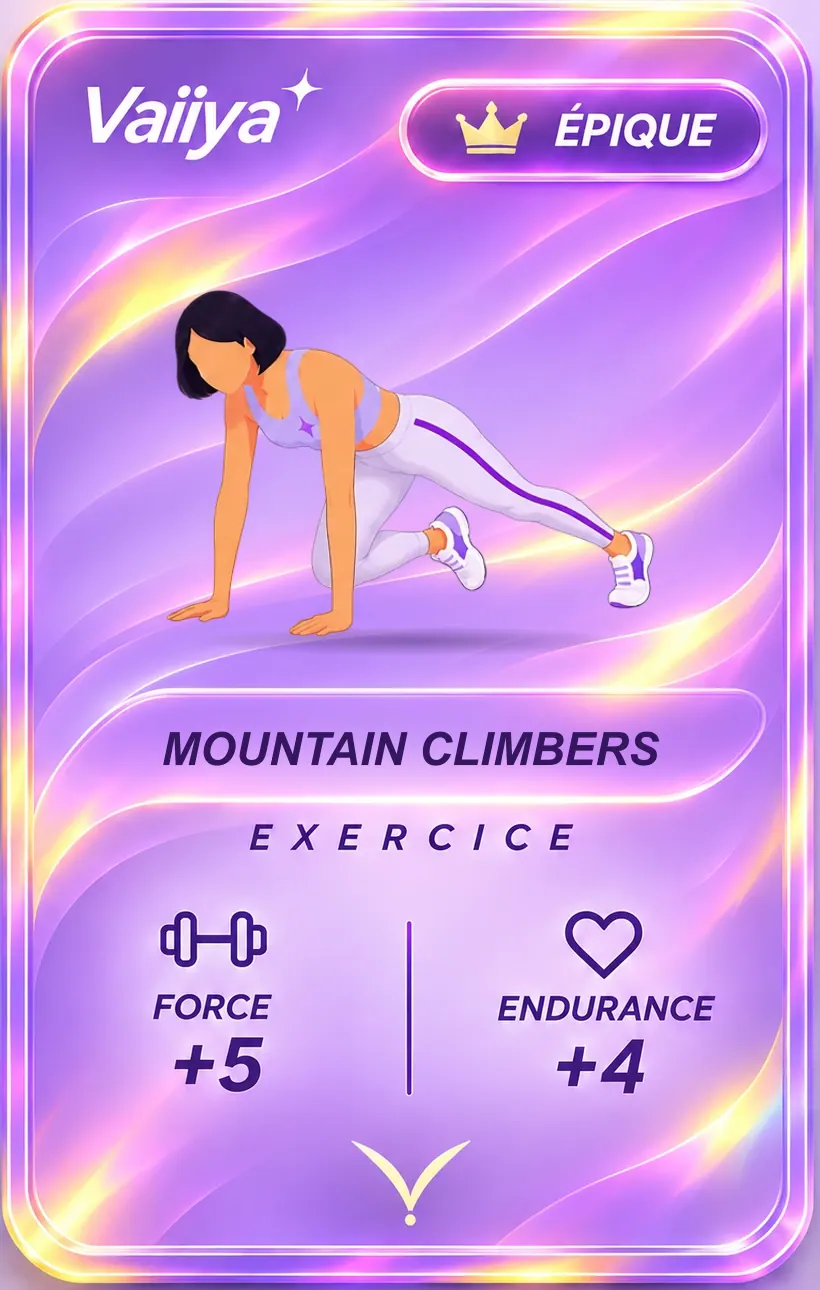 Vaiiya
ÉPIQUE
MOUNTAIN CLIMBERS
EXERCICE
FORCE
+5
ENDURANCE
+4